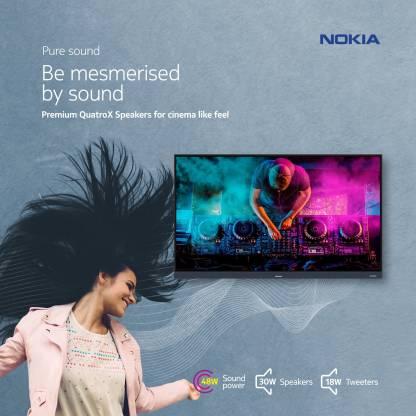 NOKIA
Pure sound
Be mesmerised
by sound
Premium QuatroX Speakers for cinema like feel
48W Sound power
30W Speakers
18W Tweeters